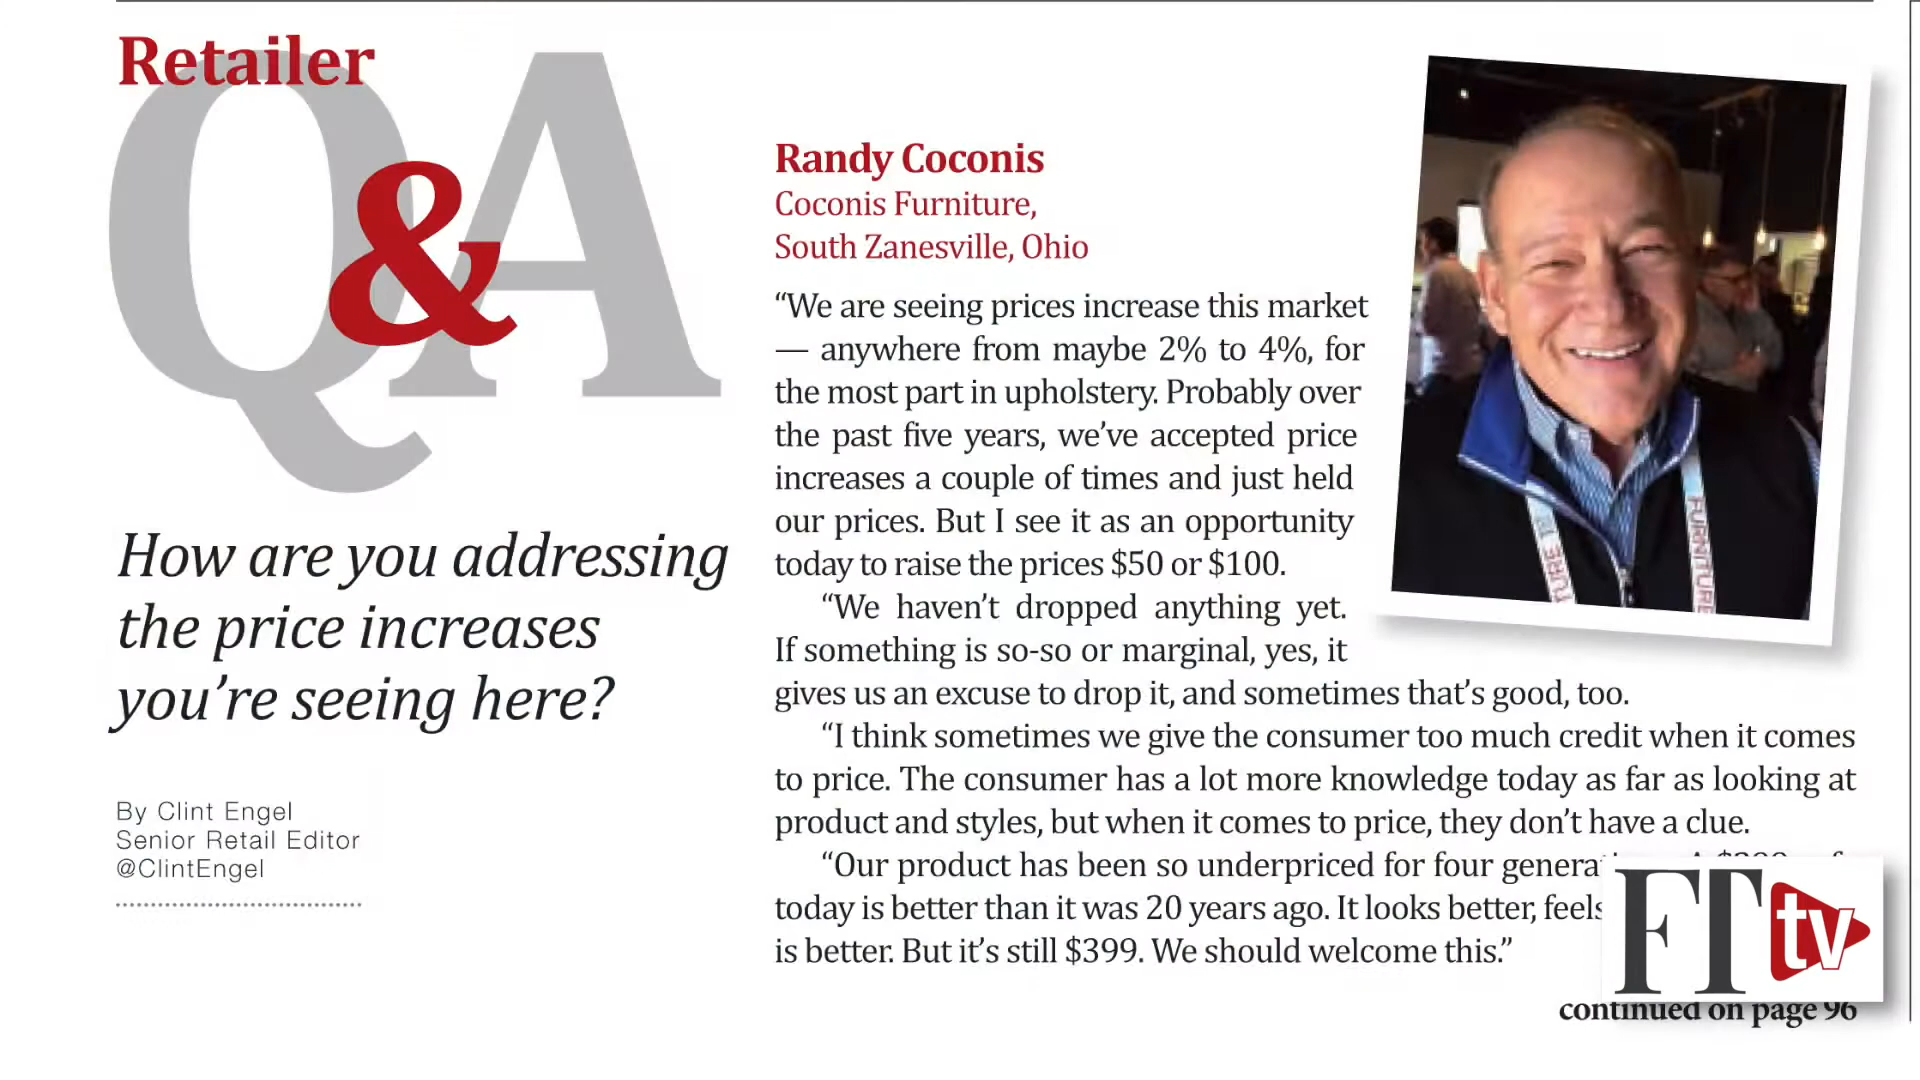 Retailer
Q&A
How are you addressing
the price increases
you're seeing here?
By Clint Engel
Senior Retail Editor
@ClintEngel
Randy Coconis
Coconis Furniture,
South Zanesville, Ohio
“We are seeing prices increase this market
— anywhere from maybe 2% to 4%, for
the most part in upholstery. Probably over
the past five years, we’ve accepted price
increases a couple of times and just held
our prices. But I see it as an opportunity
today to raise the prices $50 or $100.
“We haven’t dropped anything yet.
If something is so-so or marginal, yes, it
gives us an excuse to drop it, and sometimes that’s good, too.
“I think sometimes we give the consumer too much credit when it comes
to price. The consumer has a lot more knowledge today as far as looking at
product and styles, but when it comes to price, they don’t have a clue.
“Our product has been so underpriced for four
today is better than it was 20 years ago. It looks better, feels
is better. But it’s still $399. We should welcome this.”
continued on page 96
FT tv
FURNITURE